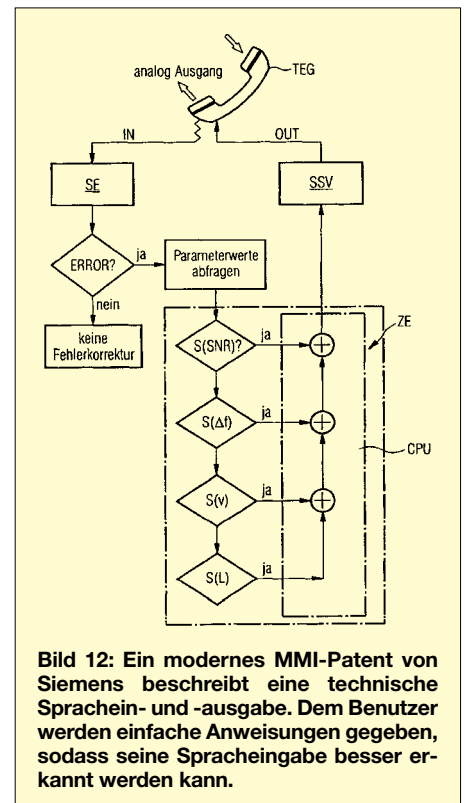 analog Ausgang
TEG
IN
OUT
SE
SSV
ERROR?
ja
Parameterwerte
abfragen
nein
keine
Fehlerkorrektur
S(SNR)?
ja
ZE
S(Δf)
ja
CPU
S(v)
ja
S(L)
ja
Bild 12: Ein modernes MMI-Patent von
Siemens beschreibt eine technische
Sprachein- und -ausgabe. Dem Benutzer
werden einfache Anweisungen gegeben,
sodass seine Spracheingabe besser er-
kannt werden kann.